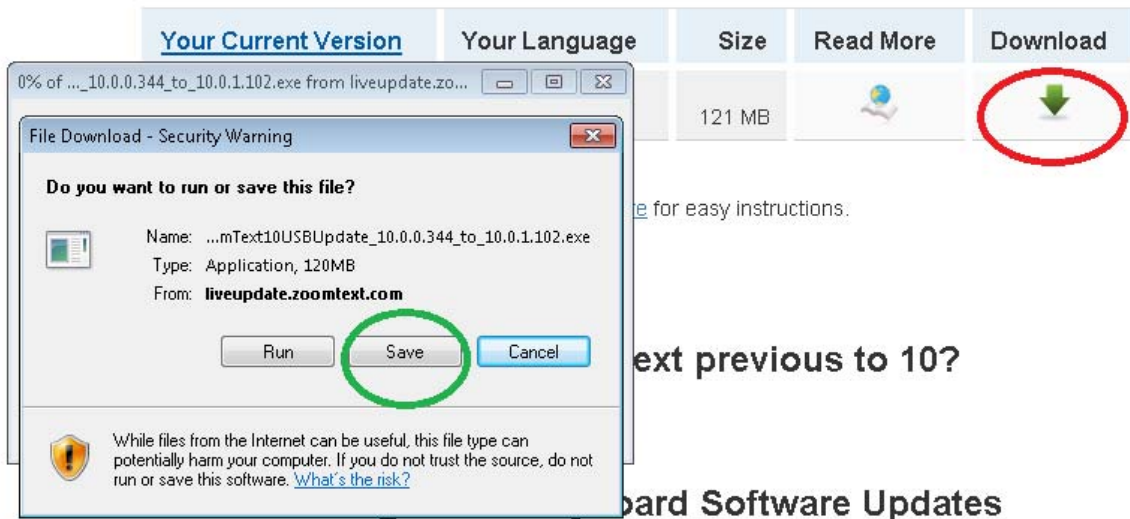 Your Current Version Your Language Size Read More Download
0% of ..._10.0.0.344_to_10.0.1.102.exe from liveupdate.zo...
121 MB
File Download - Security Warning
Do you want to run or save this file?
e for easy instructions.
Name: ...mText10USBUpdate_10.0.0.344_to_10.0.1.102.exe
Type: Application, 120MB
From: liveupdate.zoomtext.com
Run Save Cancel
ext previous to 10?
While files from the Internet can be useful, this file type can
potentially harm your computer. If you do not trust the source, do not
run or save this software. What's the risk?
oard Software Updates